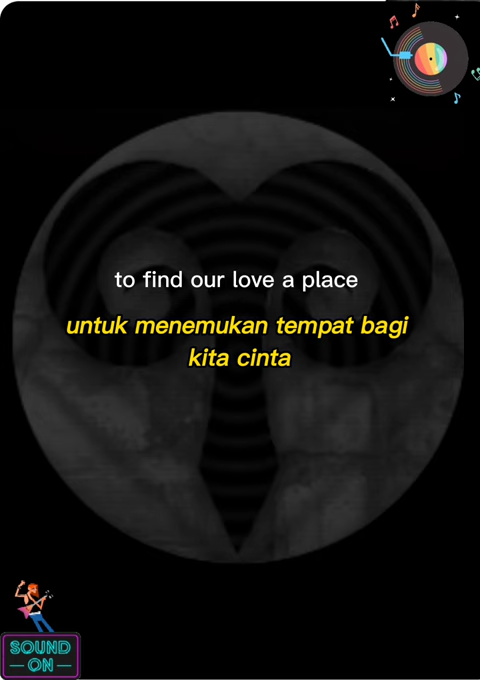 to find our love a place
untuk menemukan tempat bagi
kita cinta
SOUND
ON